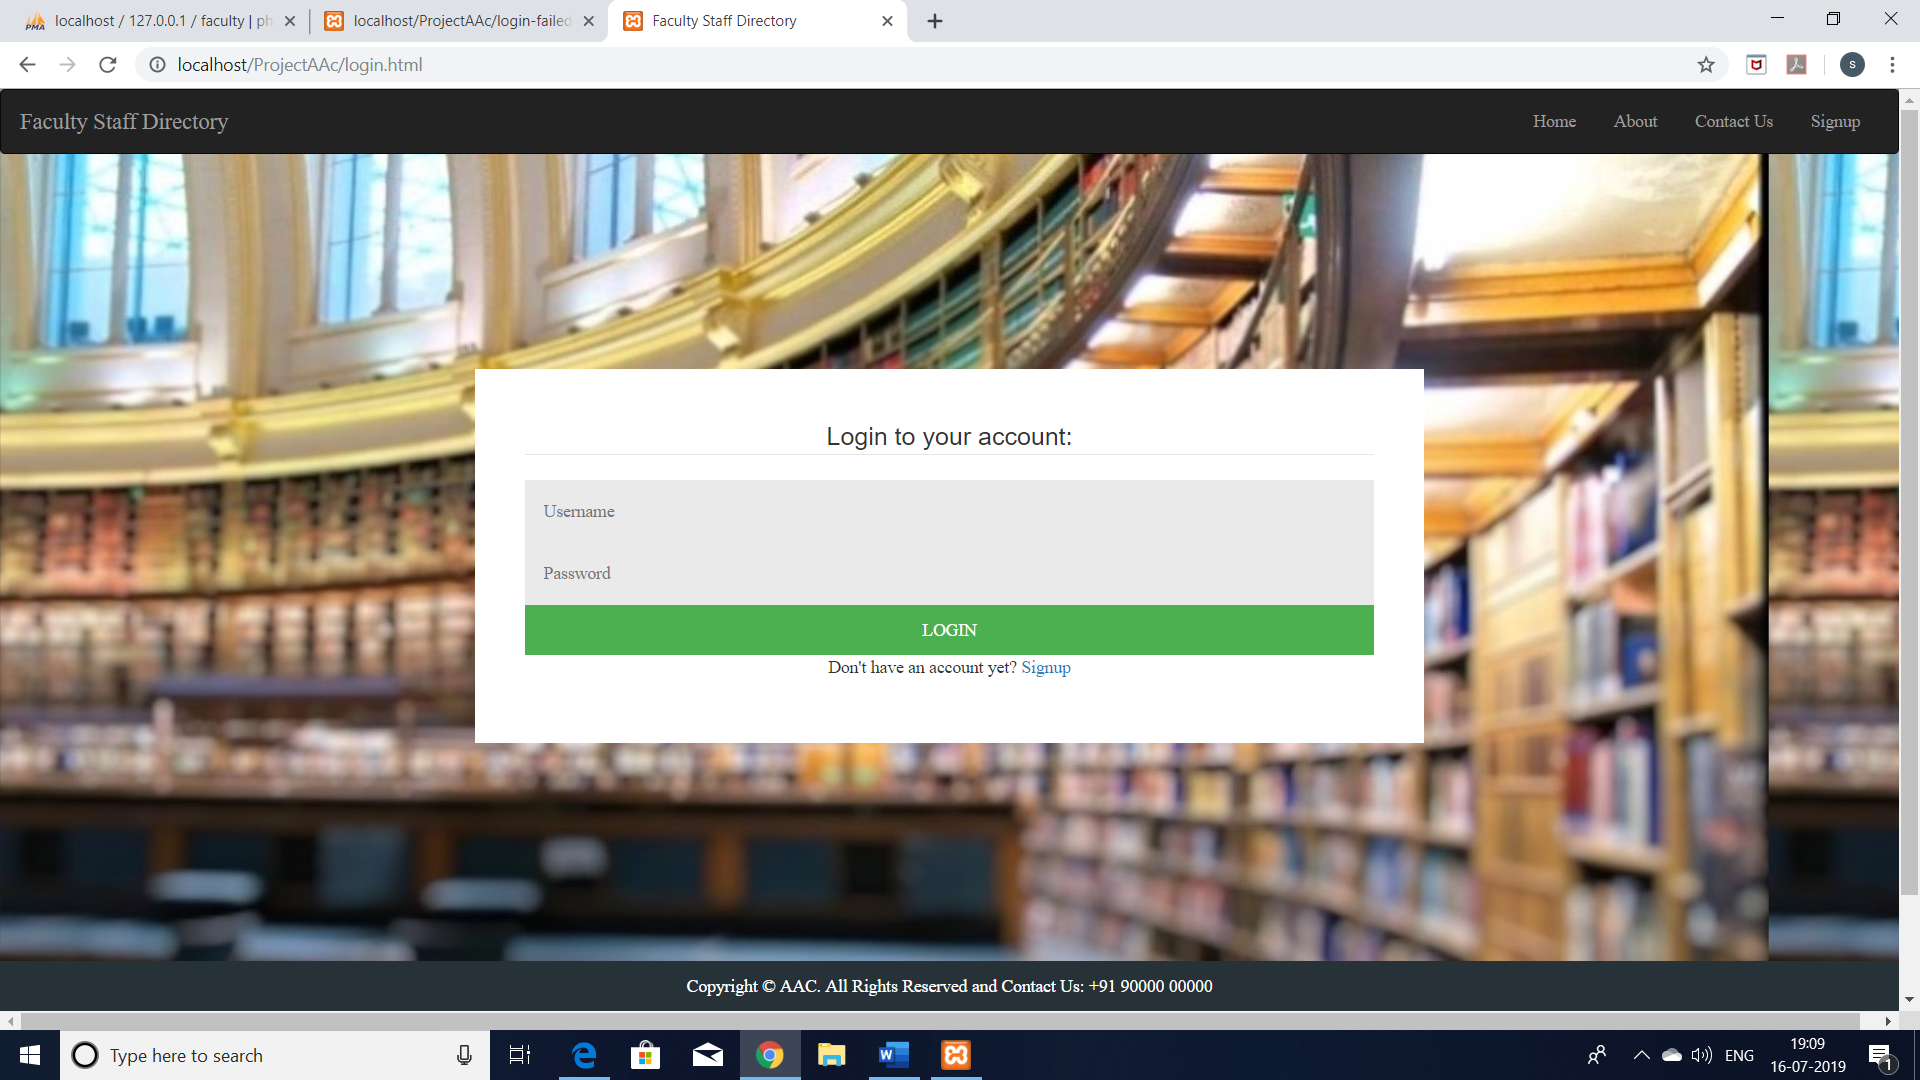 localhost / 127.0.0.1 / faculty | ph
localhost/ProjectAAc/login-failed
Faculty Staff Directory
localhost/ProjectAAc/login.html
S
Faculty Staff Directory
Home
About
Contact Us
Signup
Login to your account:
Username
Password
LOGIN
Don't have an account yet? Signup
Copyright © AAC. All Rights Reserved and Contact Us: +91 90000 00000
Type here to search
ENG
19:09
16-07-2019
1